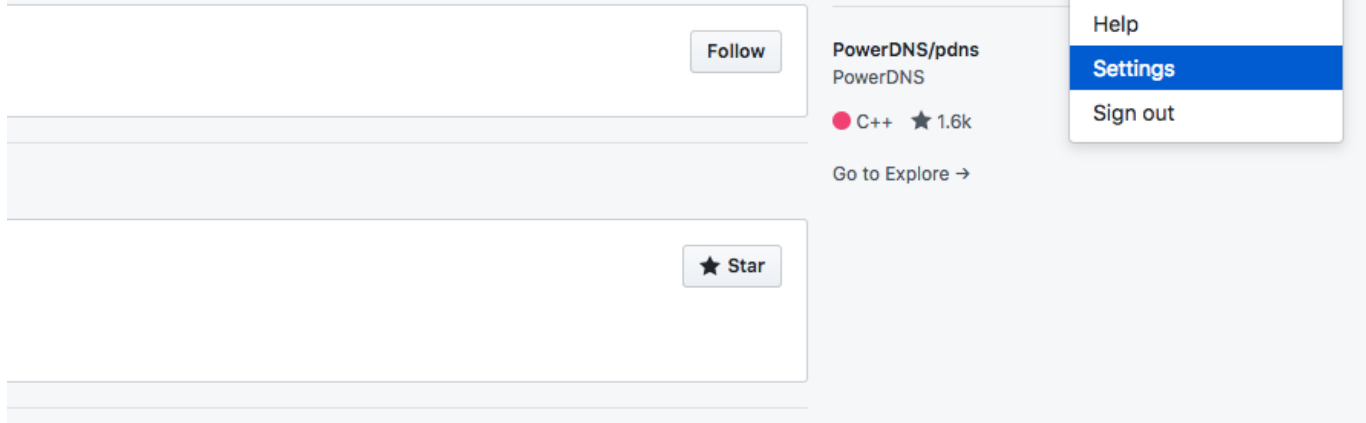 Follow
PowerDNS/pdns
PowerDNS
C++ 1.6k
Go to Explore →
Star
Help
Settings
Sign out